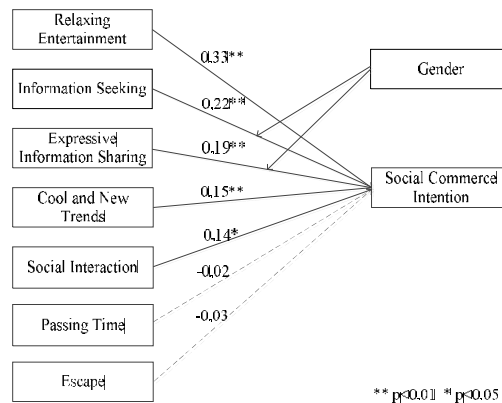 Relaxing
Entertainment
0.33**
Gender
Information Seeking
0.22**
Expressive
Information Sharing
0.19**
Social Commerce
Intention
Cool and New
Trends
0.15**
Social Interaction
0.14*
-0.02
Passing Time
-0.03
Escape
** p<0.01 * p<0.05